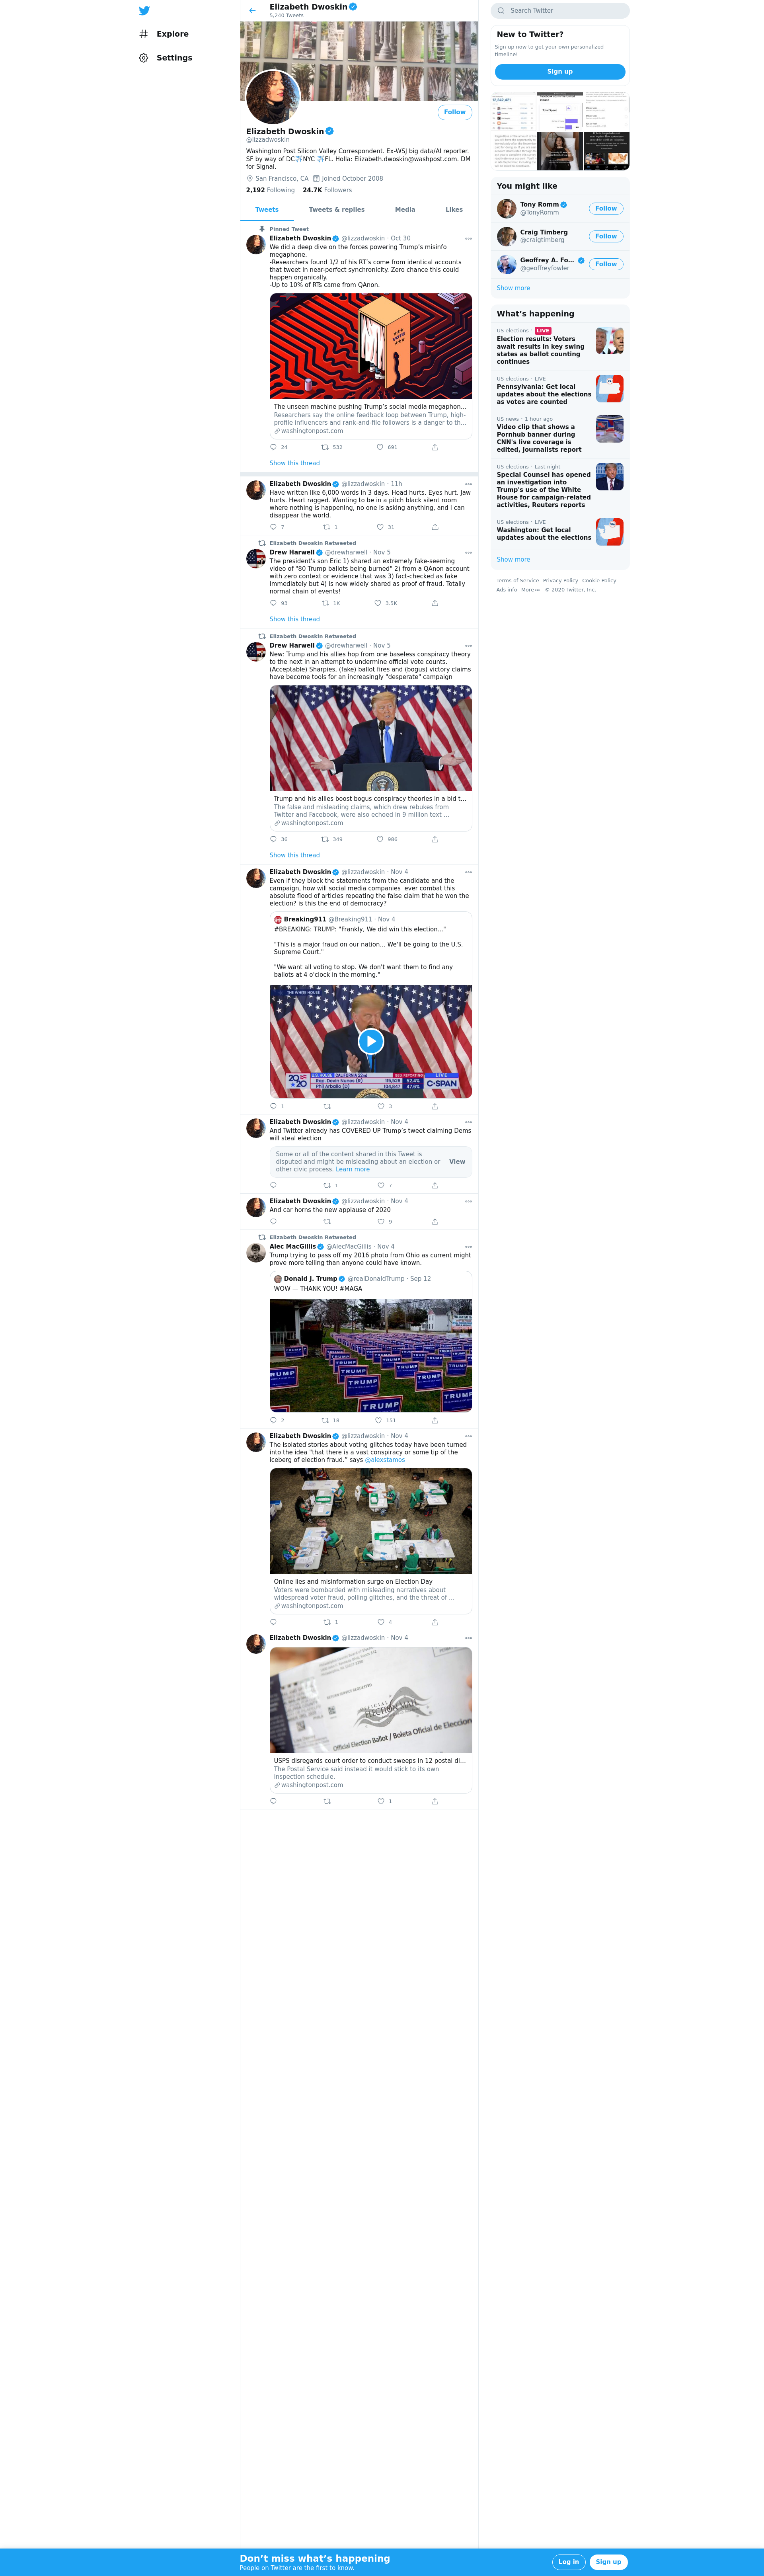 Explore
Settings
Elizabeth Dwoskin
5,240 Tweets
Follow
Elizabeth Dwoskin
@lizzadwoskin
Washington Post Silicon Valley Correspondent. Ex-WSJ big data/AI reporter.
SF by way of DC✈️NYC ✈️FL. Holla: Elizabeth.dwoskin@washpost.com. DM
for Signal.
San Francisco, CA Joined October 2008
2,192 Following 24.7K Followers
Tweets Tweets & replies Media Likes
Pinned Tweet
Elizabeth Dwoskin @lizzadwoskin · Oct 30
We did a deep dive on the forces powering Trump's misinfo
megaphone.
-Researchers found 1/2 of his RT's come from identical accounts
that tweet in near-perfect synchronicity. Zero chance this could
happen organically.
-Up to 10% of RTs came from QAnon.
The unseen machine pushing Trump's social media megaphon...
Researchers say the online feedback loop between Trump, high-
profile influencers and rank-and-file followers is a danger to th...
washingtonpost.com
24 532 691
Show this thread
Elizabeth Dwoskin @lizzadwoskin · 11h
Have written like 6,000 words in 3 days. Head hurts. Eyes hurt. Jaw
hurts. Heart ragged. Wanting to be in a pitch black silent room
where nothing is happening, no one is asking anything, and I can
disappear the world.
7 1 31
Elizabeth Dwoskin Retweeted
Drew Harwell @drewharwell · Nov 5
The president's son Eric 1) shared an extremely fake-seeming
video of "80 Trump ballots being burned" 2) from a QAnon account
with zero context or evidence that was 3) fact-checked as fake
immediately but 4) is now widely shared as proof of fraud. Totally
normal chain of events!
93 1K 3.5K
Show this thread
Elizabeth Dwoskin Retweeted
Drew Harwell @drewharwell · Nov 5
New: Trump and his allies hop from one baseless conspiracy theory
to the next in an attempt to undermine official vote counts.
(Acceptable) Sharpies, (fake) ballot fires and (bogus) victory claims
have become tools for an increasingly "desperate" campaign
Trump and his allies boost bogus conspiracy theories in a bid t...
The false and misleading claims, which drew rebukes from
Twitter and Facebook, were also echoed in 9 million text ...
washingtonpost.com
36 349 986
Show this thread
Elizabeth Dwoskin @lizzadwoskin · Nov 4
Even if they block the statements from the candidate and the
campaign, how will social media companies ever combat this
absolute flood of articles repeating the false claim that he won the
election? is this the end of democracy?
Breaking911 @Breaking911 · Nov 4
#BREAKING: TRUMP: "Frankly, We did win this election..."
"This is a major fraud on our nation... We'll be going to the U.S.
Supreme Court."
"We want all voting to stop. We don't want them to find any
ballots at 4 o'clock in the morning."
THE WHITE HOUSE
2020
U.S. HOUSE CALIFORNIA 22nd LIVE
Rep. Devin Nunes (R) 115,529 52.4%
Phil Arballo (D) 104,847 47.6%
C-SPAN
1 3
Elizabeth Dwoskin @lizzadwoskin · Nov 4
And Twitter already has COVERED UP Trump's tweet claiming Dems
will steal election
Some or all of the content shared in this Tweet is
disputed and might be misleading about an election or
other civic process. Learn more
View
1 7
Elizabeth Dwoskin @lizzadwoskin · Nov 4
And car horns the new applause of 2020
9
Elizabeth Dwoskin Retweeted
Alec MacGillis @AlecMacGillis · Nov 4
Trump trying to pass off my 2016 photo from Ohio as current might
prove more telling than anyone could have known.
Donald J. Trump @realDonaldTrump · Sep 12
WOW — THANK YOU! #MAGA
TRUMP
TRUMP
TRUMP
TRUMP
2 16 151
Elizabeth Dwoskin @lizzadwoskin · Nov 4
The isolated stories about voting glitches today have been turned
into the idea "that there is a vast conspiracy or some tip of the
iceberg of election fraud." says @alexstamos
Online lies and misinformation surge on Election Day
Voters were bombarded with misleading narratives about
widespread voter fraud, polling glitches, and the threat of ...
washingtonpost.com
1 4
Elizabeth Dwoskin @lizzadwoskin · Nov 4
OFFICIAL
ELECTION MAIL
Official Election Ballot / Boleta Oficial de Eleccion
USPS disregards court order to conduct sweeps in 12 postal di...
The Postal Service said instead it would stick to its own
inspection schedule.
washingtonpost.com
1
Search Twitter
New to Twitter?
Sign up now to get your own personalized
timeline!
Sign up
You might like
Tony Romm
@TonyRomm
Follow
Craig Timberg
@craigtimberg
Follow
Geoffrey A. Fo...
@geoffreyfowler
Follow
Show more
What's happening
US elections · LIVE
Election results: Voters
await results in key swing
states as ballot counting
continues
US elections · LIVE
Pennsylvania: Get local
updates about the elections
as votes are counted
US news · 1 hour ago
Video clip that shows a
Pornhub banner during
CNN's live coverage is
edited, journalists report
US elections · Last night
Special Counsel has opened
an investigation into
Trump's use of the White
House for campaign-related
activities, Reuters reports
US elections · LIVE
Washington: Get local
updates about the elections
Show more
Terms of Service Privacy Policy Cookie Policy
Ads info More © 2020 Twitter, Inc.
Don't miss what's happening
People on Twitter are the first to know.
Log in
Sign up